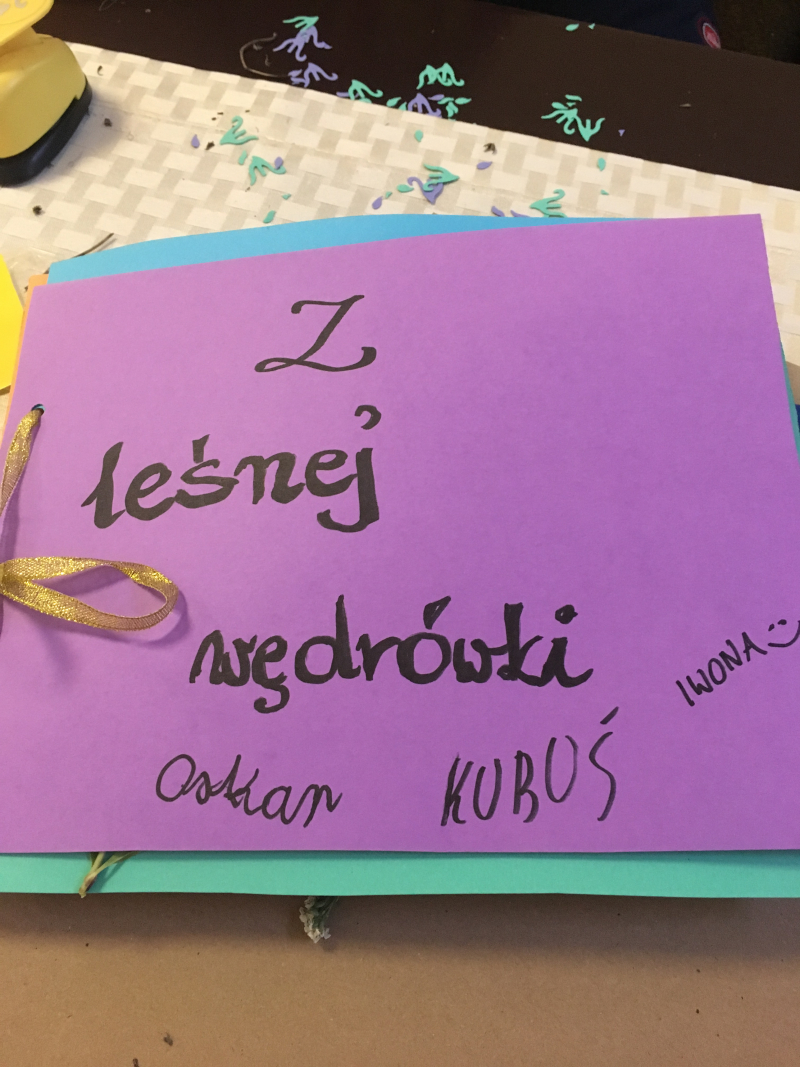 Z
leśnej
wędrówki
IWONA :)
Oskar KUBUŚ